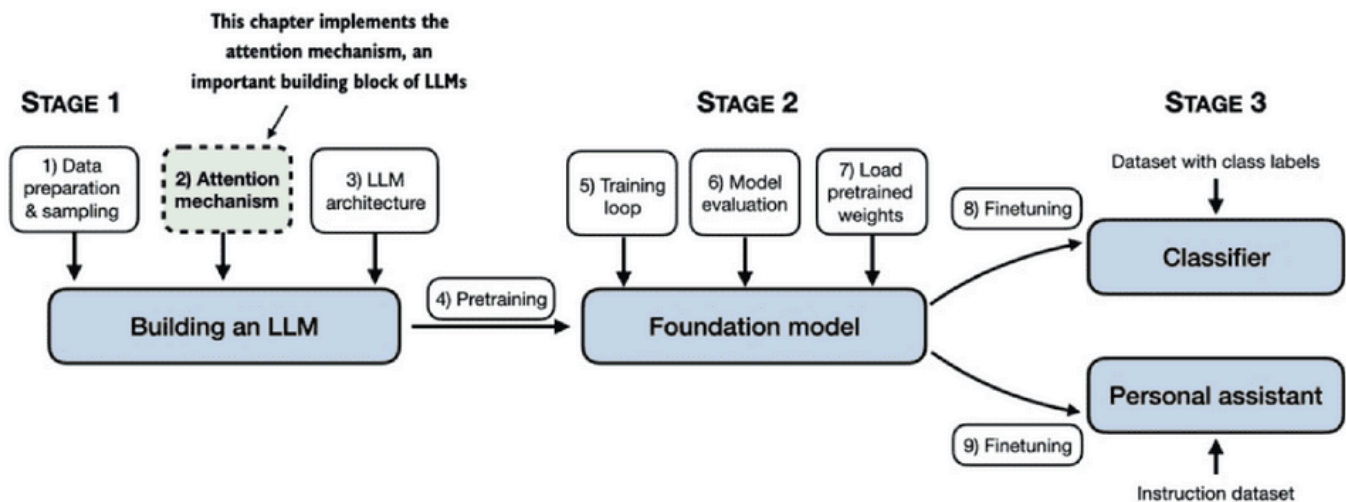 This chapter implements the
attention mechanism, an
important building block of LLMs
STAGE 1
STAGE 2
STAGE 3
1) Data
preparation
& sampling
2) Attention
mechanism
3) LLM
architecture
5) Training
loop
6) Model
evaluation
7) Load
pretrained
weights
Dataset with class labels
8) Finetuning
Classifier
Building an LLM
4) Pretraining
Foundation model
Personal assistant
9) Finetuning
Instruction dataset